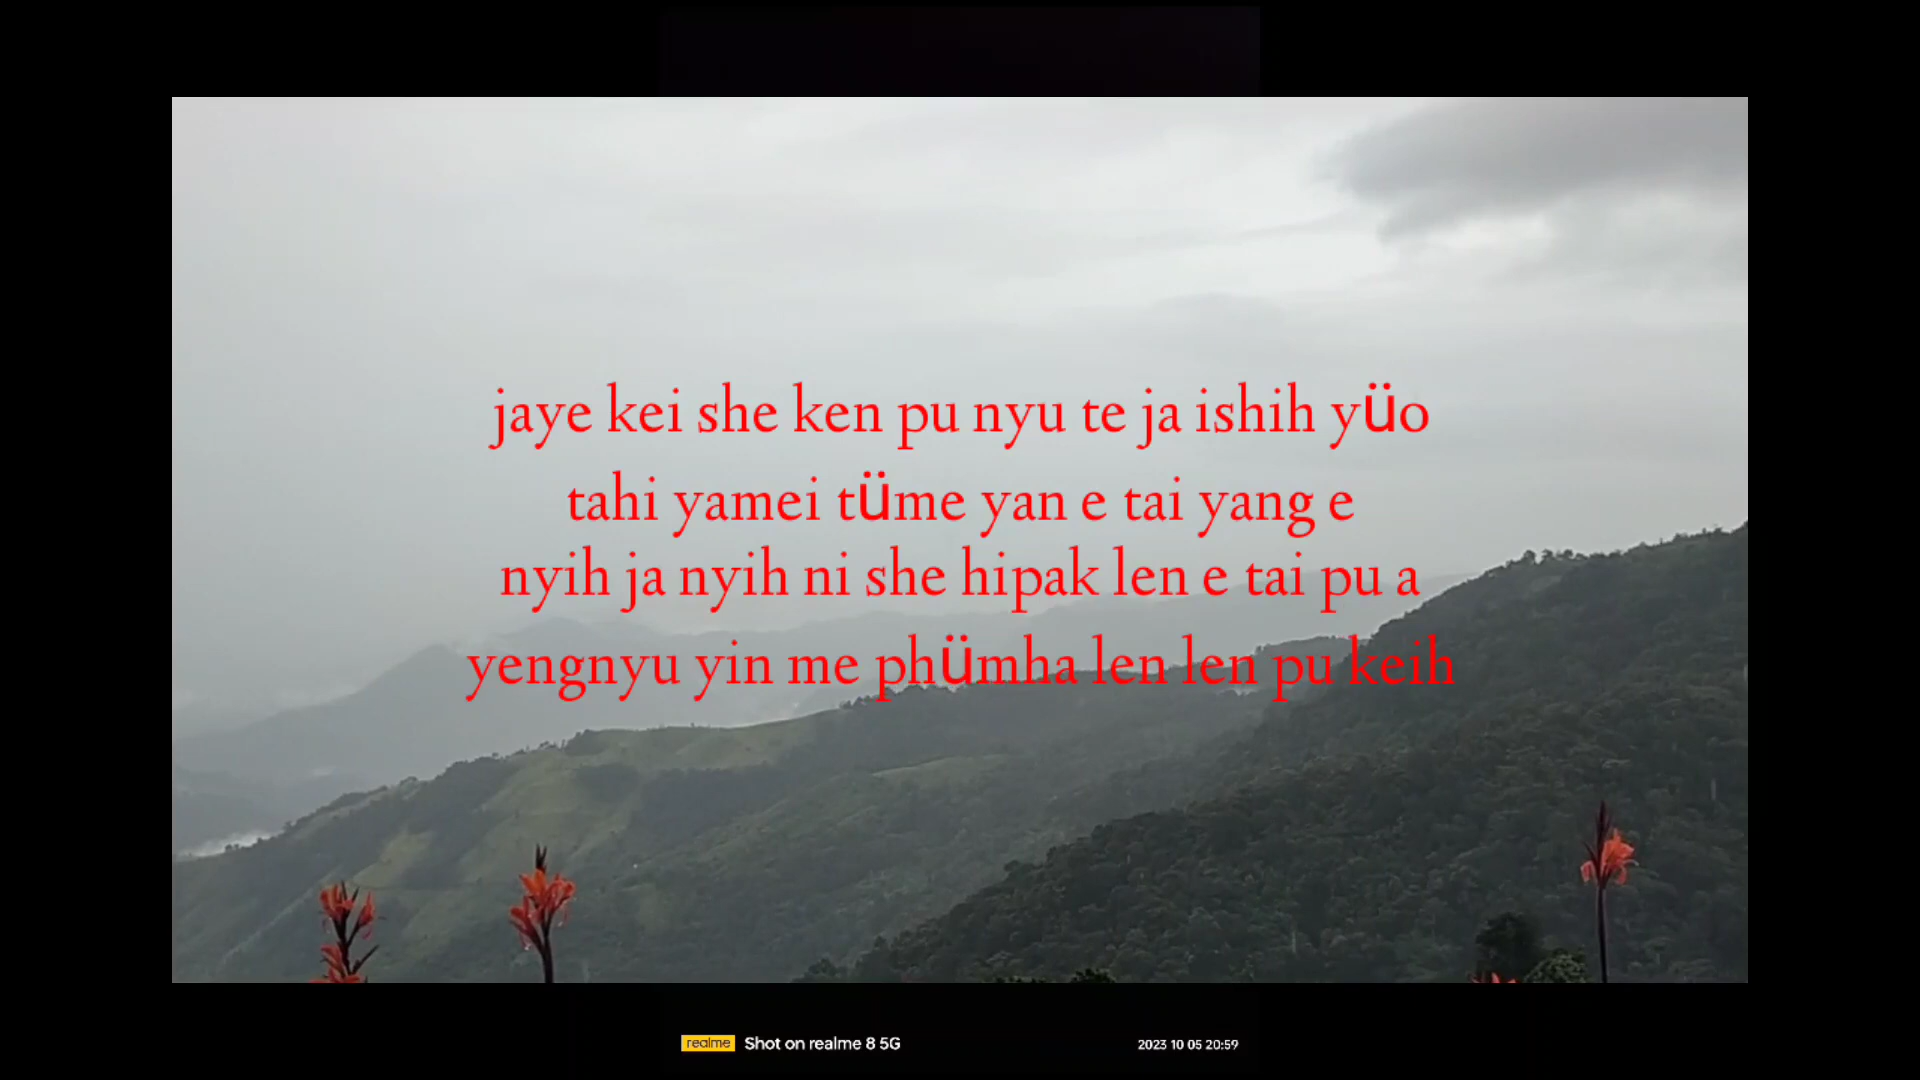 jaye kei she ken pu nyu te ja ishih yüo
tahi yamei tüme yan e tai yang e
nyih ja nyih ni she hipak len e tai pu a
yengnyu yin me phümha len len pu keih
realme Shot on realme 8 5G
2023 10 05 20:59